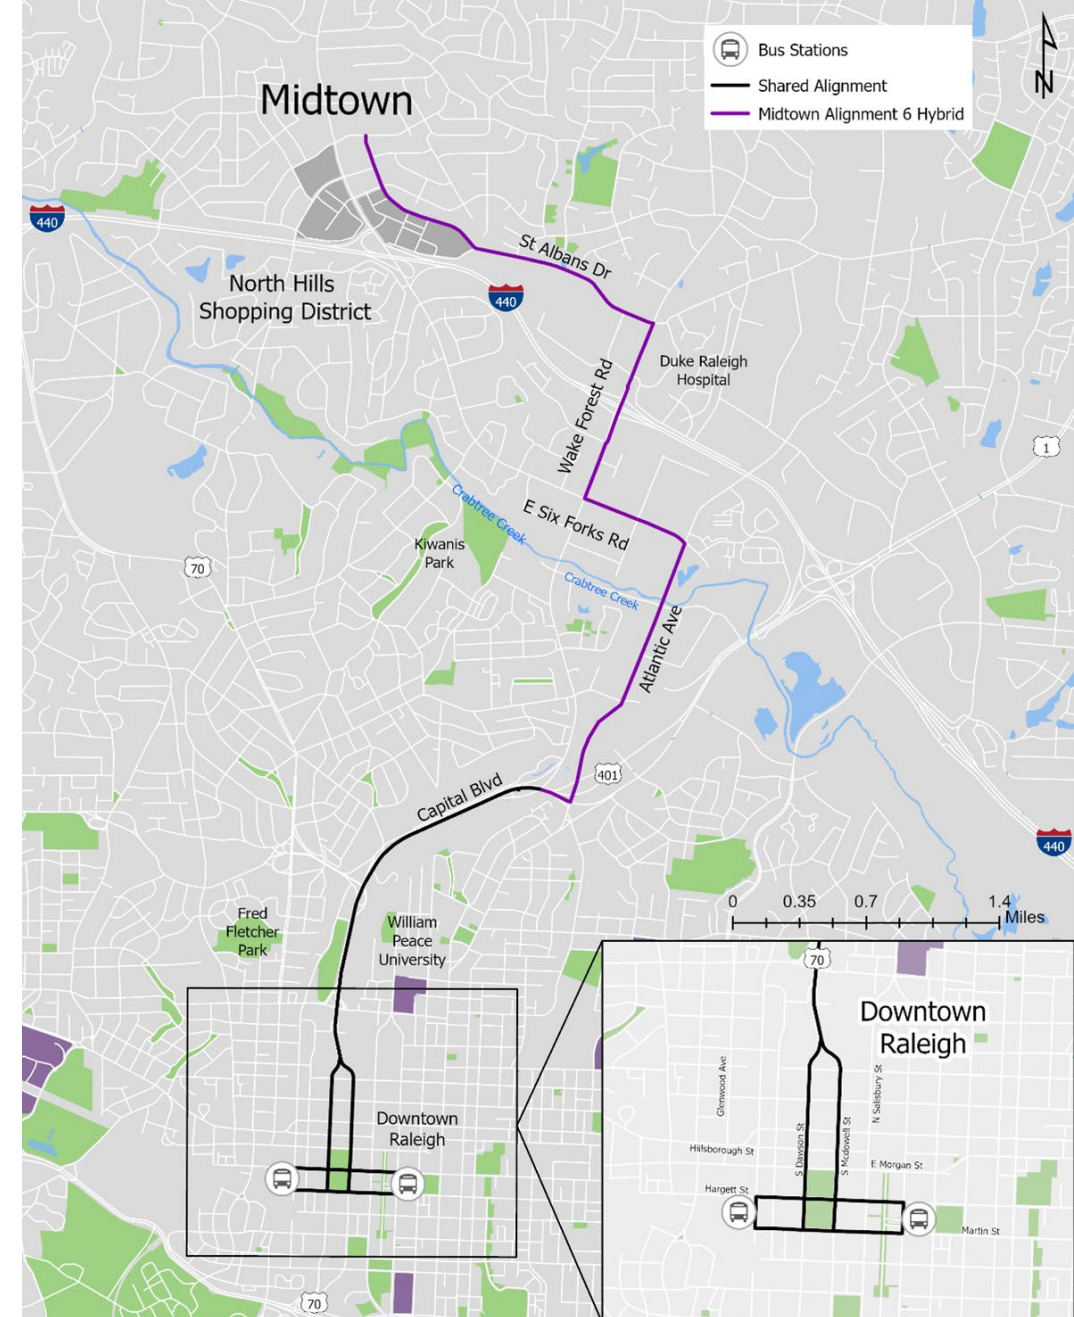 Bus Stations
Shared Alignment
Midtown Alignment 6 Hybrid
N
Midtown
440
St Albans Dr
North Hills
Shopping District
440
Duke Raleigh
Hospital
Wake Forest Rd
1
Crabtree Creek
E Six Forks Rd
Kiwanis
Park
70
Crabtree Creek
Atlantic Ave
401
Capital Blvd
440
0
0.35
0.7
1.4
Miles
Fred
Fletcher
Park
William
Peace
University
70
Downtown
Raleigh
Glenwood Ave
N Salisbury St
S Dawson St
S Mcdowell St
Hillsborough St
E Morgan St
Hargett St
Martin St
Downtown
Raleigh
70